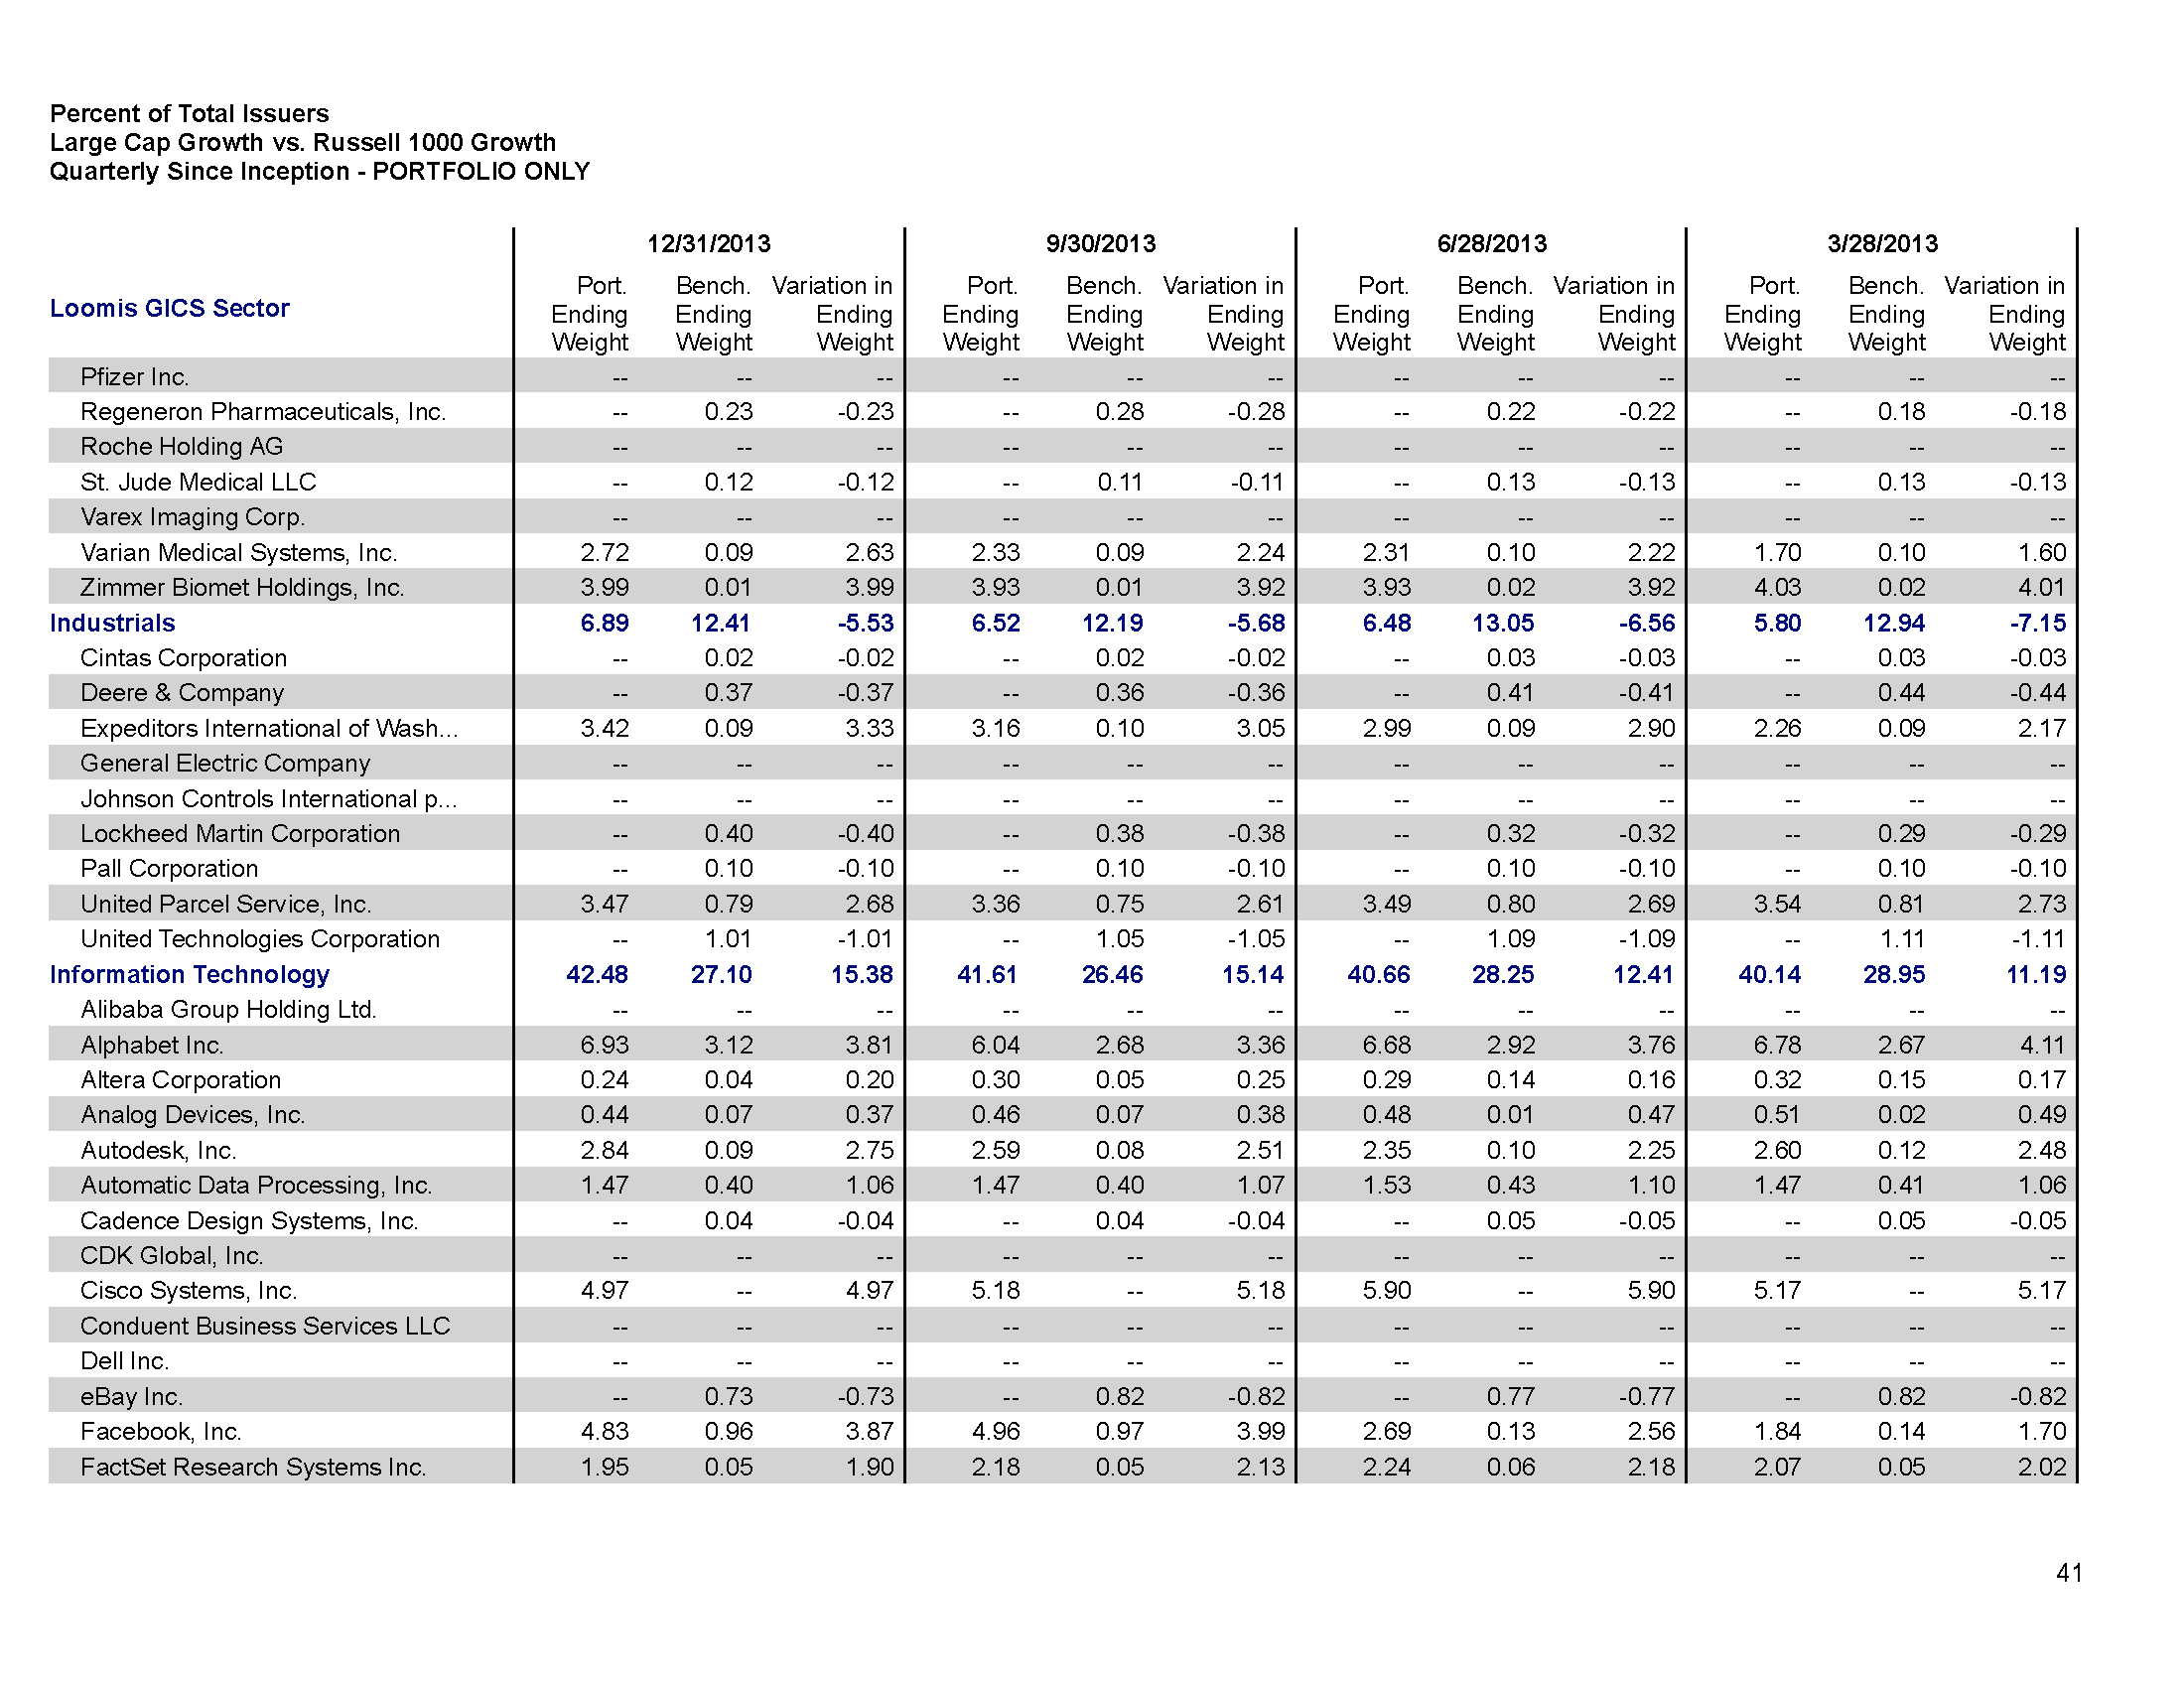 Percent of Total Issuers
Large Cap Growth vs. Russell 1000 Growth
Quarterly Since Inception - PORTFOLIO ONLY
12/31/2013 9/30/2013 6/28/2013 3/28/2013
Loomis GICS Sector
Port. Bench. Variation in Port. Bench. Variation in Port. Bench. Variation in Port. Bench. Variation in
Ending Ending Ending Ending Ending Ending Ending Ending Ending Ending Ending Ending
Weight Weight Weight Weight Weight Weight Weight Weight Weight Weight Weight Weight
Pfizer Inc. -- -- -- -- -- -- -- -- -- -- -- --
Regeneron Pharmaceuticals, Inc. -- 0.23 -0.23 -- 0.28 -0.28 -- 0.22 -0.22 -- 0.18 -0.18
Roche Holding AG -- -- -- -- -- -- -- -- -- -- -- --
St. Jude Medical LLC -- 0.12 -0.12 -- 0.11 -0.11 -- 0.13 -0.13 -- 0.13 -0.13
Varex Imaging Corp. -- -- -- -- -- -- -- -- -- -- -- --
Varian Medical Systems, Inc. 2.72 0.09 2.63 2.33 0.09 2.24 2.31 0.10 2.22 1.70 0.10 1.60
Zimmer Biomet Holdings, Inc. 3.99 0.01 3.99 3.93 0.01 3.92 3.93 0.02 3.92 4.03 0.02 4.01
Industrials 6.89 12.41 -5.53 6.52 12.19 -5.68 6.48 13.05 -6.56 5.80 12.94 -7.15
Cintas Corporation -- 0.02 -0.02 -- 0.02 -0.02 -- 0.03 -0.03 -- 0.03 -0.03
Deere & Company -- 0.37 -0.37 -- 0.36 -0.36 -- 0.41 -0.41 -- 0.44 -0.44
Expeditors International of Wash... 3.42 0.09 3.33 3.16 0.10 3.05 2.99 0.09 2.90 2.26 0.09 2.17
General Electric Company -- -- -- -- -- -- -- -- -- -- -- --
Johnson Controls International p... -- -- -- -- -- -- -- -- -- -- -- --
Lockheed Martin Corporation -- 0.40 -0.40 -- 0.38 -0.38 -- 0.32 -0.32 -- 0.29 -0.29
Pall Corporation -- 0.10 -0.10 -- 0.10 -0.10 -- 0.10 -0.10 -- 0.10 -0.10
United Parcel Service, Inc. 3.47 0.79 2.68 3.36 0.75 2.61 3.49 0.80 2.69 3.54 0.81 2.73
United Technologies Corporation -- 1.01 -1.01 -- 1.05 -1.05 -- 1.09 -1.09 -- 1.11 -1.11
Information Technology 42.48 27.10 15.38 41.61 26.46 15.14 40.66 28.25 12.41 40.14 28.95 11.19
Alibaba Group Holding Ltd. -- -- -- -- -- -- -- -- -- -- -- --
Alphabet Inc. 6.93 3.12 3.81 6.04 2.68 3.36 6.68 2.92 3.76 6.78 2.67 4.11
Altera Corporation 0.24 0.04 0.20 0.30 0.05 0.25 0.29 0.14 0.16 0.32 0.15 0.17
Analog Devices, Inc. 0.44 0.07 0.37 0.46 0.07 0.38 0.48 0.01 0.47 0.51 0.02 0.49
Autodesk, Inc. 2.84 0.09 2.75 2.59 0.08 2.51 2.35 0.10 2.25 2.60 0.12 2.48
Automatic Data Processing, Inc. 1.47 0.40 1.06 1.47 0.40 1.07 1.53 0.43 1.10 1.47 0.41 1.06
Cadence Design Systems, Inc. -- 0.04 -0.04 -- 0.04 -0.04 -- 0.05 -0.05 -- 0.05 -0.05
CDK Global, Inc. -- -- -- -- -- -- -- -- -- -- -- --
Cisco Systems, Inc. 4.97 -- 4.97 5.18 -- 5.18 5.90 -- 5.90 5.17 -- 5.17
Conduent Business Services LLC -- -- -- -- -- -- -- -- -- -- -- --
Dell Inc. -- -- -- -- -- -- -- -- -- -- -- --
eBay Inc. -- 0.73 -0.73 -- 0.82 -0.82 -- 0.77 -0.77 -- 0.82 -0.82
Facebook, Inc. 4.83 0.96 3.87 4.96 0.97 3.99 2.69 0.13 2.56 1.84 0.14 1.70
FactSet Research Systems Inc. 1.95 0.05 1.90 2.18 0.05 2.13 2.24 0.06 2.18 2.07 0.05 2.02
41